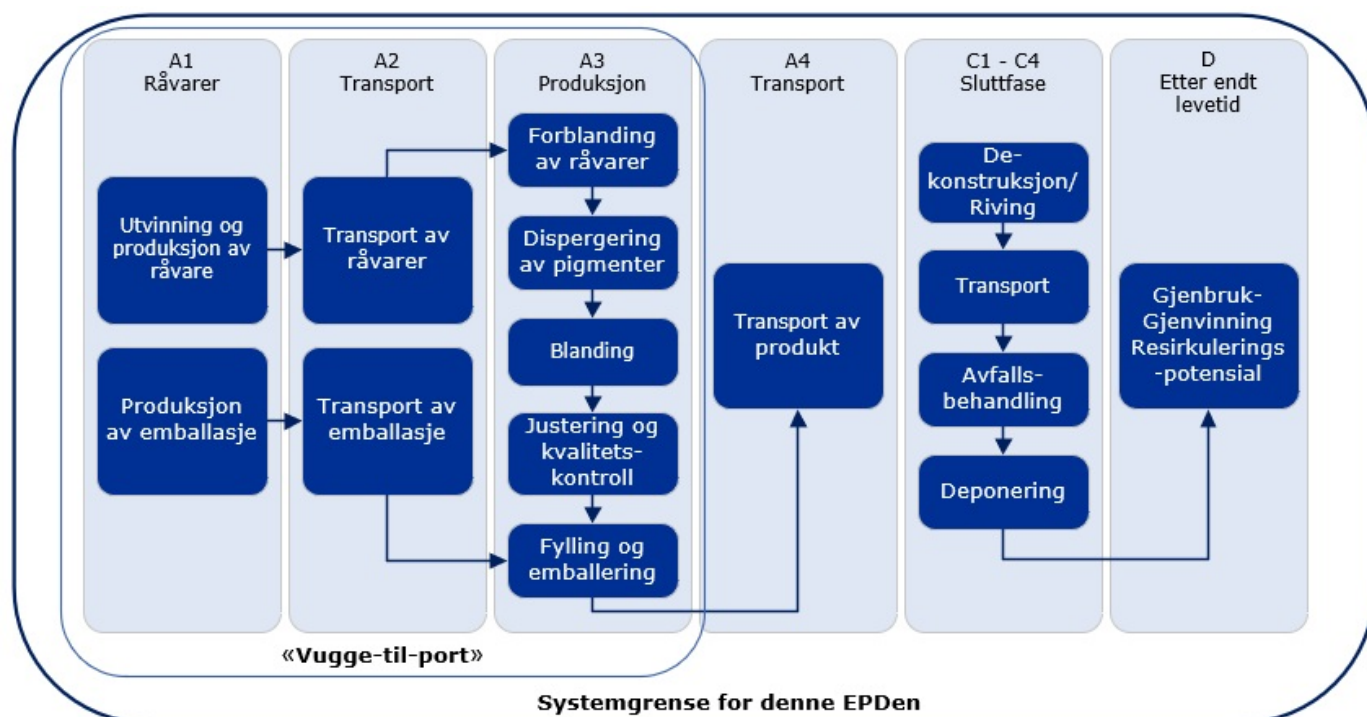 A1
Råvarer
A2
Transport
A3
Produksjon
A4
Transport
C1 - C4
Sluttfase
D
Etter endt
levetid
Utvinning og
produksjon av
råvare
Produksjon
av emballasje
Transport av
råvarer
Transport av
emballasje
Forblanding
av råvarer
Dispergering
av pigmenter
Blanding
Justering og
kvalitets-
kontroll
Fylling og
emballering
Transport av
produkt
De-
konstruksjon/
Riving
Transport
Avfalls-
behandling
Deponering
Gjenbruk-
Gjenvinning
Resirkulerings
-potensial
«Vugge-til-port»
Systemgrense for denne EPDen